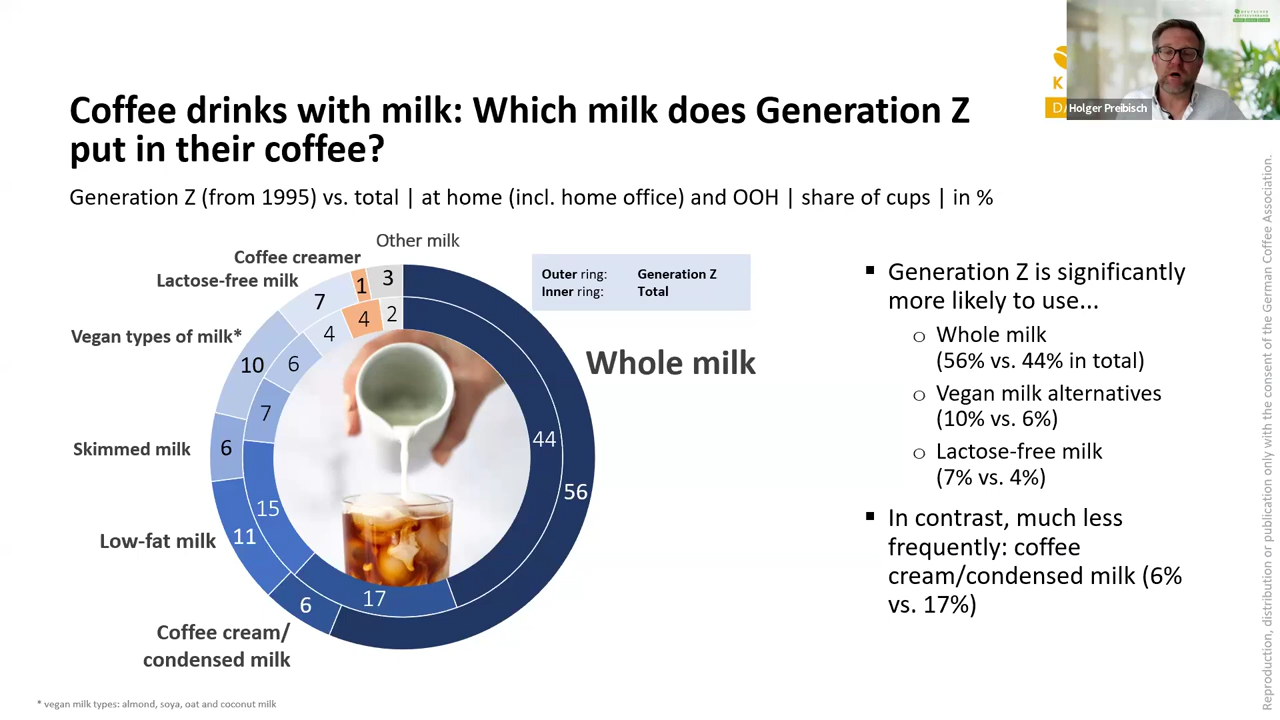 Coffee drinks with milk: Which milk does Generation Z
put in their coffee?
Generation Z (from 1995) vs. total | at home (incl. home office) and OOH | share of cups | in %
K
D
Holger Preibisch
Other milk
Coffee creamer
Lactose-free milk
Vegan types of milk*
Skimmed milk
Low-fat milk
Coffee cream/
condensed milk
Whole milk
3
1
7
10
6
11
6
56
2
4
4
6
7
15
17
44
Outer ring: Generation Z
Inner ring: Total
▪ Generation Z is significantly
more likely to use...
o Whole milk
(56% vs. 44% in total)
o Vegan milk alternatives
(10% vs. 6%)
o Lactose-free milk
(7% vs. 4%)
▪ In contrast, much less
frequently: coffee
cream/condensed milk (6%
vs. 17%)
* vegan milk types: almond, soya, oat and coconut milk
Reproduction, distribution or publication only with the consent of the German Coffee Association.